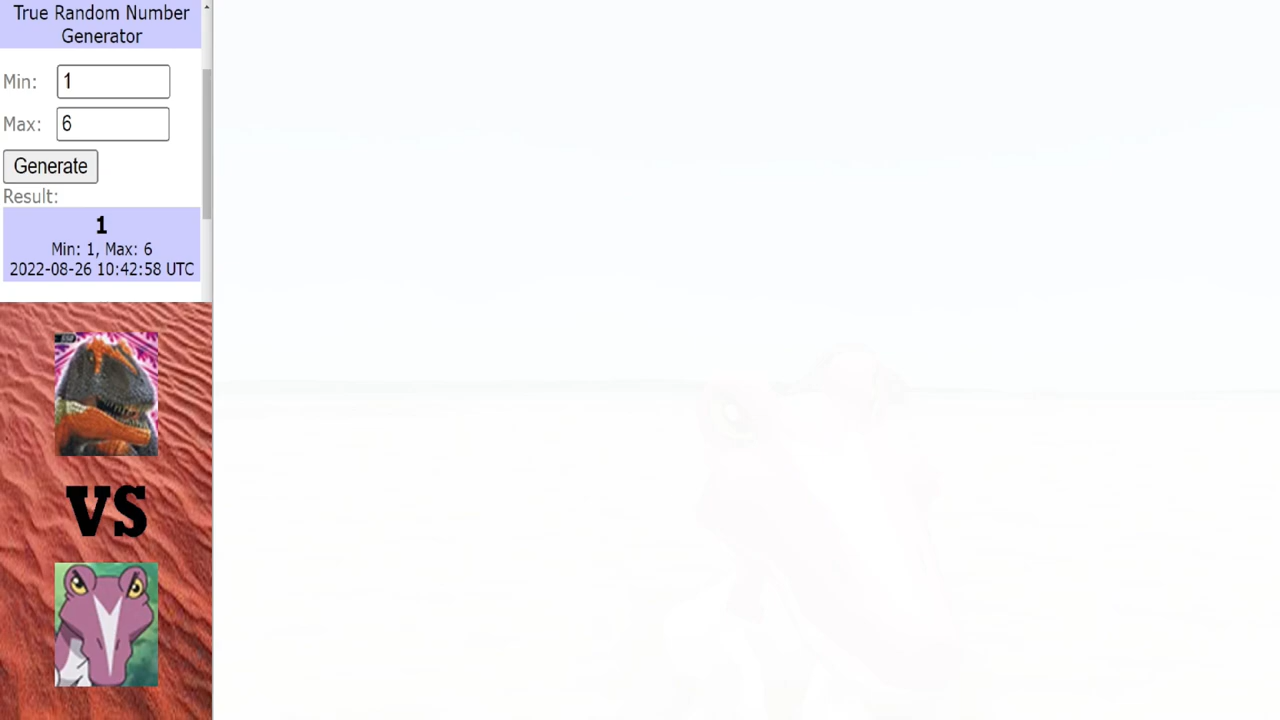 True Random Number
Generator
Min: 1
Max: 6
Generate
Result:
1
Min: 1, Max: 6
2022-08-26 10:42:58 UTC
VS